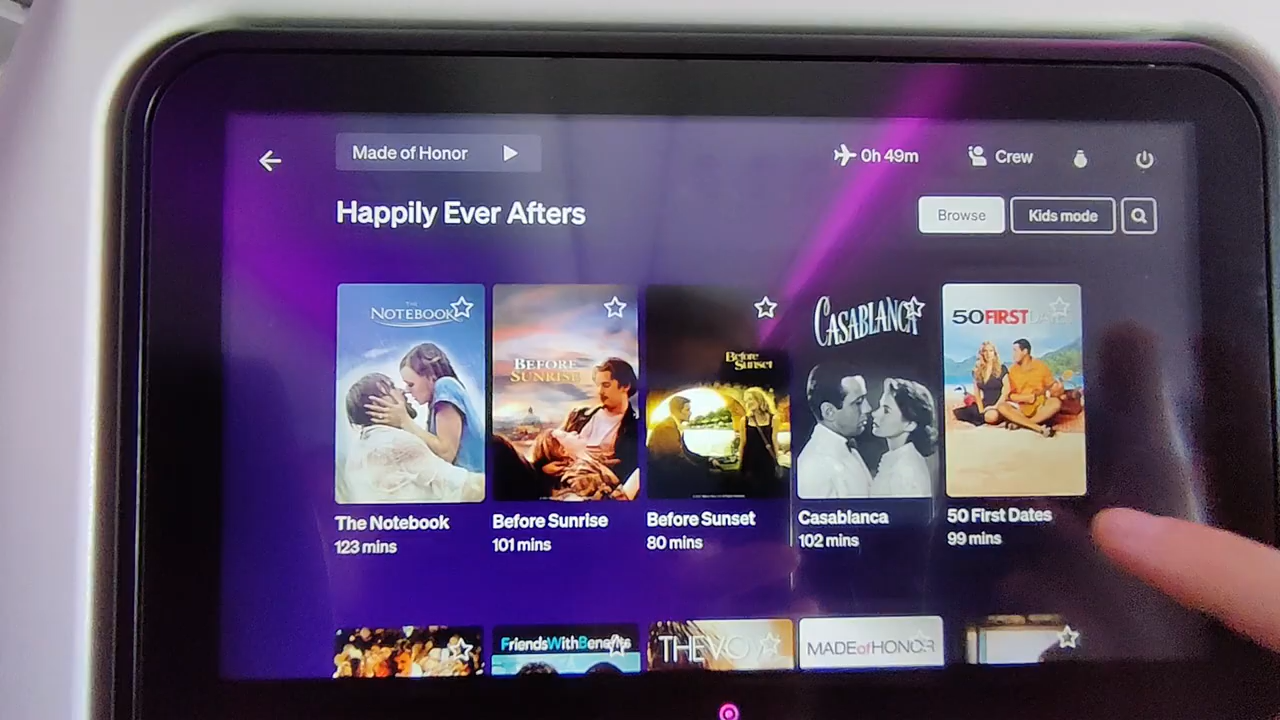 Made of Honor
0h 49m
Crew
Happily Ever Afters
Browse
Kids mode
THE NOTEBOOK
BEFORE SUNRISE
Before Sunset
CASABLANCA
50 FIRST
The Notebook
123 mins
Before Sunrise
101 mins
Before Sunset
80 mins
Casablanca
102 mins
50 First Dates
99 mins
FriendsWithBenefits
THE VO
MADE of HONOR